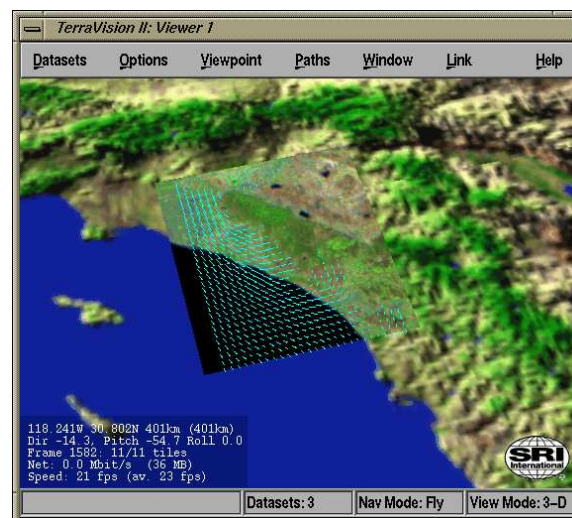 TerraVision II: Viewer 1
Datasets Options Viewpoint Paths Window Link Help
118.241W 30.802N 401km (401km)
Dir -14.3, Pitch -54.7 Roll 0.0
Frame 1582: 11/11 tiles
Net: 0.0 Mbit/s (36 MB)
Speed: 21 fps (av. 23 fps)
SRI
International
Datasets: 3 Nav Mode: Fly View Mode: 3-D